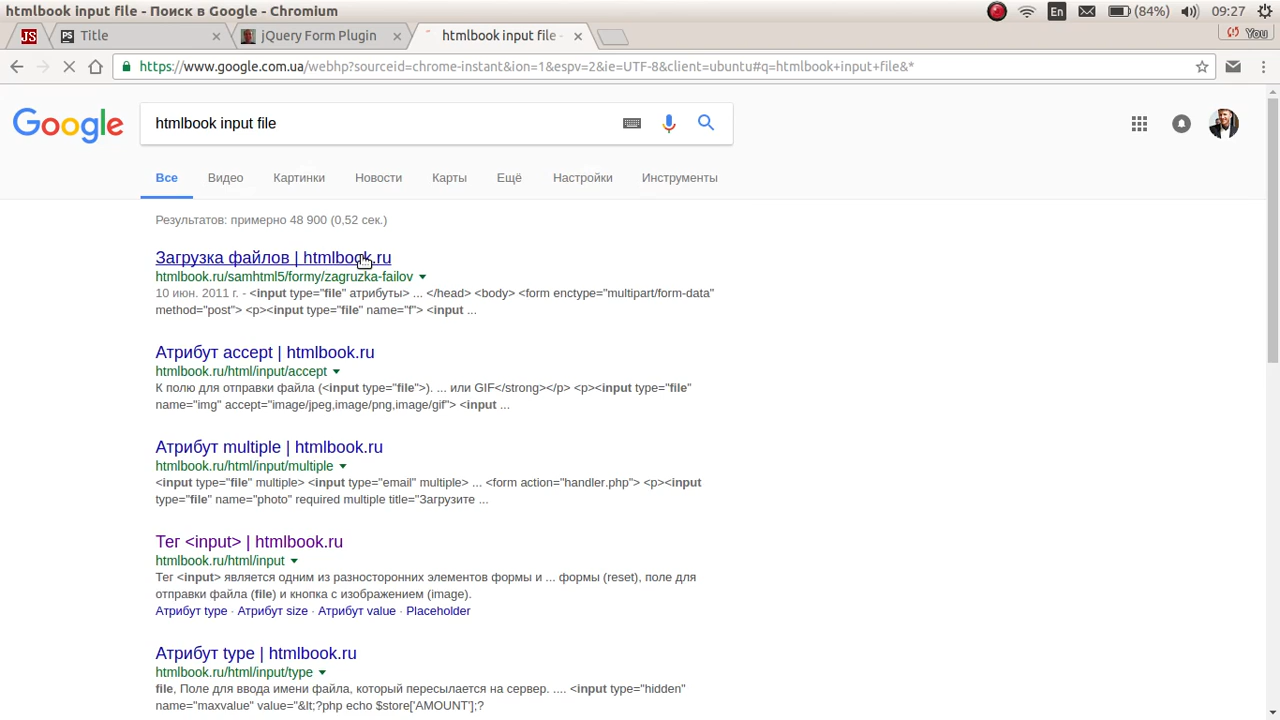 htmlbook input file - Поиск в Google - Chromium
En
(84%)
09:27
JS
PS
Title
jQuery Form Plugin
htmlbook input file -
You
https://www.google.com.ua/webhp?sourceid=chrome-instant&ion=1&espv=2&ie=UTF-8&client=ubuntu#q=htmlbook+input+file&*
Google
htmlbook input file
Все
Видео
Картинки
Новости
Карты
Ещё
Настройки
Инструменты
Результатов: примерно 48 900 (0,52 сек.)
Загрузка файлов | htmlbook.ru
htmlbook.ru/samhtml5/formy/zagruzka-failov
10 июн. 2011 г. - <input type="file" атрибуты> ... </head> <body> <form enctype="multipart/form-data"
method="post"> <p><input type="file" name="f"> <input ...
Атрибут accept | htmlbook.ru
htmlbook.ru/html/input/accept
К полю для отправки файла (<input type="file">). ... или GIF</strong></p> <p><input type="file"
name="img" accept="image/jpeg,image/png,image/gif"> <input ...
Атрибут multiple | htmlbook.ru
htmlbook.ru/html/input/multiple
<input type="file" multiple> <input type="email" multiple> ... <form action="handler.php"> <p><input
type="file" name="photo" required multiple title="Загрузите ...
Тег <input> | htmlbook.ru
htmlbook.ru/html/input
Тег <input> является одним из разносторонних элементов формы и ... формы (reset), поле для
отправки файла (file) и кнопка с изображением (image).
Атрибут type · Атрибут size · Атрибут value · Placeholder
Атрибут type | htmlbook.ru
htmlbook.ru/html/input/type
file, Поле для ввода имени файла, который пересылается на сервер. .... <input type="hidden"
name="maxvalue" value="&lt;?php echo $store['AMOUNT'];?